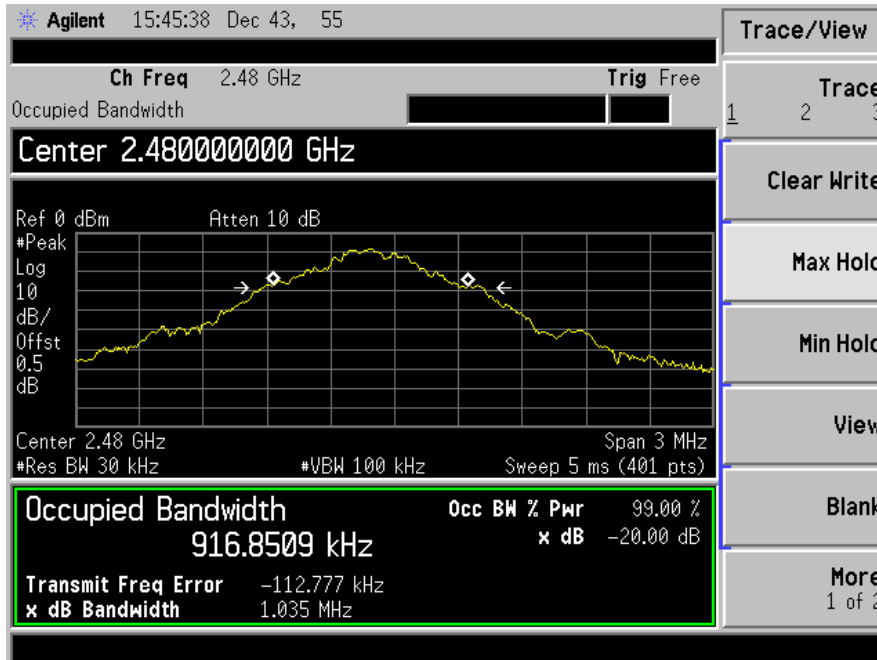 Agilent 15:45:38 Dec 43, 55
Trace/View
Ch Freq 2.48 GHz Trig Free
Occupied Bandwidth
Trace
1 2 3
Center 2.480000000 GHz
Clear Write
Ref 0 dBm Atten 10 dB
#Peak
Log
10
dB/
Offst
0.5
dB
Max Hold
Min Hold
View
Center 2.48 GHz Span 3 MHz
#Res BW 30 kHz #VBW 100 kHz Sweep 5 ms (401 pts)
Occupied Bandwidth Occ BW % Pwr 99.00 %
916.8509 kHz x dB -20.00 dB
Blank
Transmit Freq Error -112.777 kHz
x dB Bandwidth 1.035 MHz
More
1 of 2